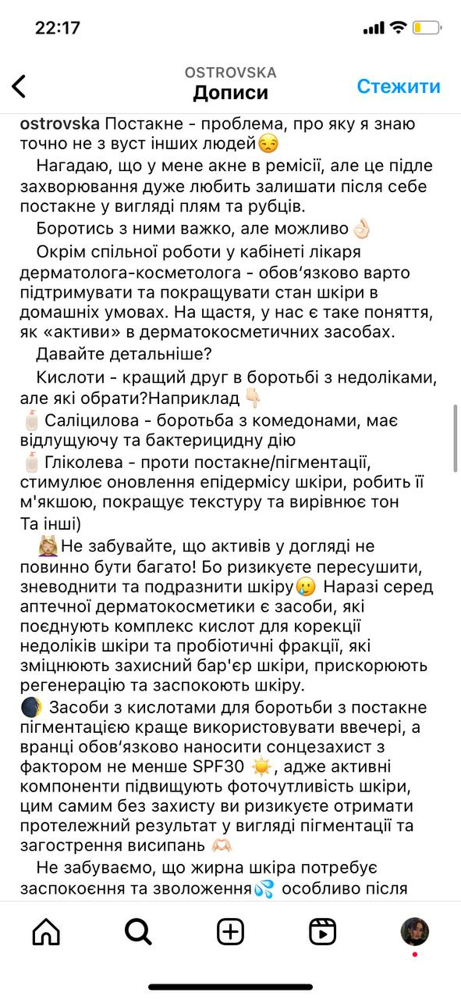 22:17
OSTROVSKA
Дописи
Стежити
ostrovska Постакне - проблема, про яку я знаю
точно не з вуст інших людей😒
Нагадаю, що у мене акне в ремісії, але це підле
захворювання дуже любить залишати після себе
постакне у вигляді плям та рубців.
Боротись з ними важко, але можливо👌🏻
Окрім спільної роботи у кабінеті лікаря
дерматолога-косметолога - обов‘язково варто
підтримувати та покращувати стан шкіри в
домашніх умовах. На щастя, у нас є таке поняття,
як «активи» в дерматокосметичних засобах.
Давайте детальніше?
Кислоти - кращий друг в боротьбі з недоліками,
але які обрати?Наприклад 👇🏻
🧴 Саліцилова - боротьба з комедонами, має
відлущуючу та бактерицидну дію
🧴 Гліколева - проти постакне/пігментації,
стимулює оновлення епідермісу шкіри, робить її
м'якшою, покращує текстуру та вирівнює тон
Та інші)
💆🏼‍♀️Не забувайте, що активів у догляді не
повинно бути багато! Бо ризикуєте пересушити,
зневоднити та подразнити шкіру🥲 Наразі серед
аптечної дерматокосметики є засоби, які
поєднують комплекс кислот для корекції
недоліків шкіри та пробіотичні фракції, які
зміцнюють захисний бар'єр шкіри, прискорюють
регенерацію та заспокоють шкіру.
🌒 Засоби з кислотами для боротьби з постакне
пігментацією краще використовувати ввечері, а
вранці обов‘язково наносити сонцезахист з
фактором не менше SPF30 ☀️, адже активні
компоненти підвищують фоточутливість шкіри,
цим самим без захисту ви ризикуєте отримати
протележний результат у вигляді пігментації та
загострення висипань 🫶🏻
Не забуваємо, що жирна шкіра потребує
заспокоєння та зволоження💦 особливо після